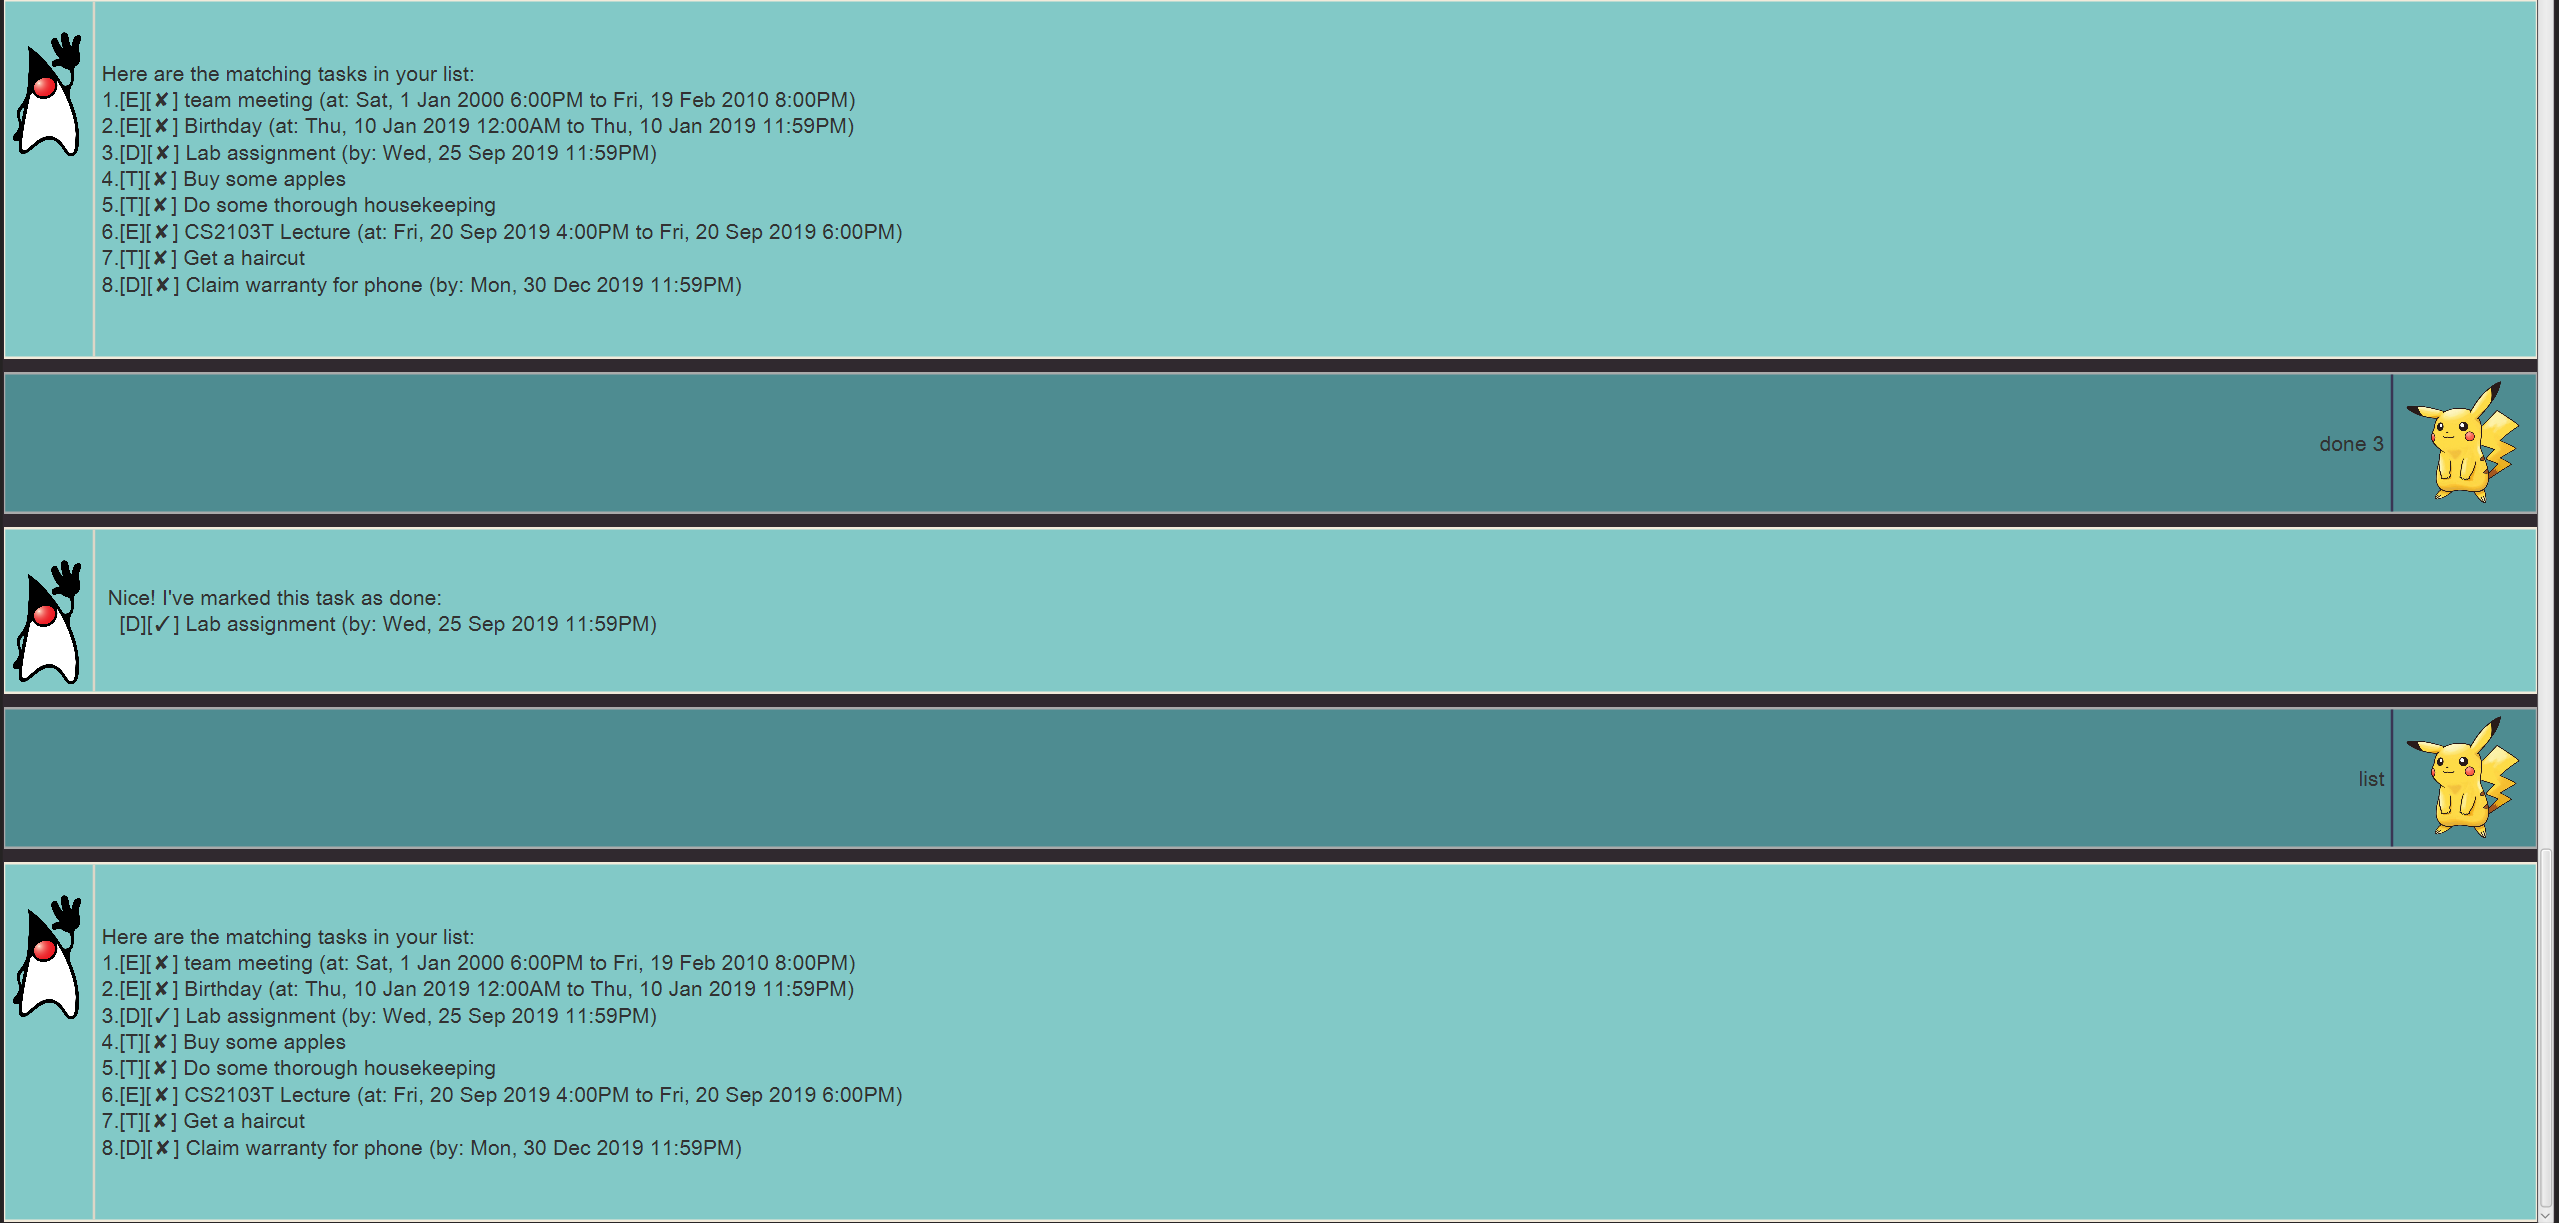 Here are the matching tasks in your list:
1.[E][✘] team meeting (at: Sat, 1 Jan 2000 6:00PM to Fri, 19 Feb 2010 8:00PM)
2.[E][✘] Birthday (at: Thu, 10 Jan 2019 12:00AM to Thu, 10 Jan 2019 11:59PM)
3.[D][✘] Lab assignment (by: Wed, 25 Sep 2019 11:59PM)
4.[T][✘] Buy some apples
5.[T][✘] Do some thorough housekeeping
6.[E][✘] CS2103T Lecture (at: Fri, 20 Sep 2019 4:00PM to Fri, 20 Sep 2019 6:00PM)
7.[T][✘] Get a haircut
8.[D][✘] Claim warranty for phone (by: Mon, 30 Dec 2019 11:59PM)
done 3
Nice! I've marked this task as done:
[D][✓] Lab assignment (by: Wed, 25 Sep 2019 11:59PM)
list
Here are the matching tasks in your list:
1.[E][✘] team meeting (at: Sat, 1 Jan 2000 6:00PM to Fri, 19 Feb 2010 8:00PM)
2.[E][✘] Birthday (at: Thu, 10 Jan 2019 12:00AM to Thu, 10 Jan 2019 11:59PM)
3.[D][✓] Lab assignment (by: Wed, 25 Sep 2019 11:59PM)
4.[T][✘] Buy some apples
5.[T][✘] Do some thorough housekeeping
6.[E][✘] CS2103T Lecture (at: Fri, 20 Sep 2019 4:00PM to Fri, 20 Sep 2019 6:00PM)
7.[T][✘] Get a haircut
8.[D][✘] Claim warranty for phone (by: Mon, 30 Dec 2019 11:59PM)